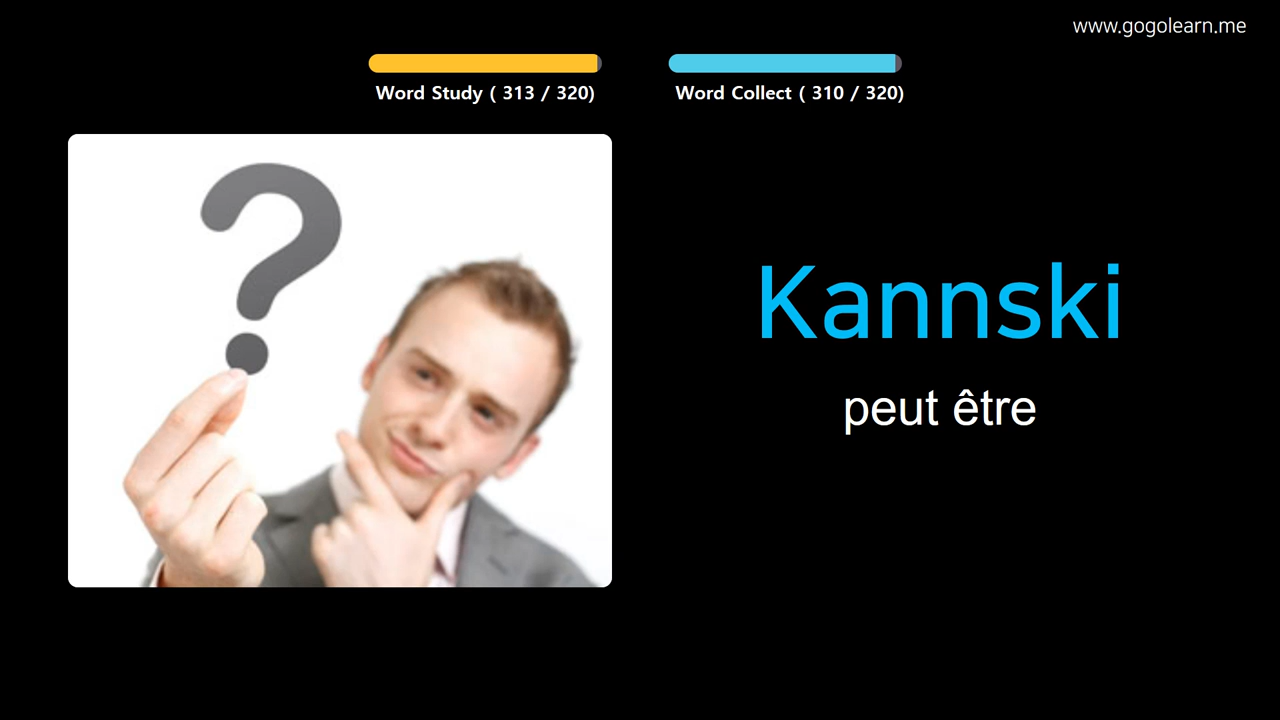 www.gogolearn.me
Word Study ( 313 / 320)
Word Collect ( 310 / 320)
?
Kannski
peut être